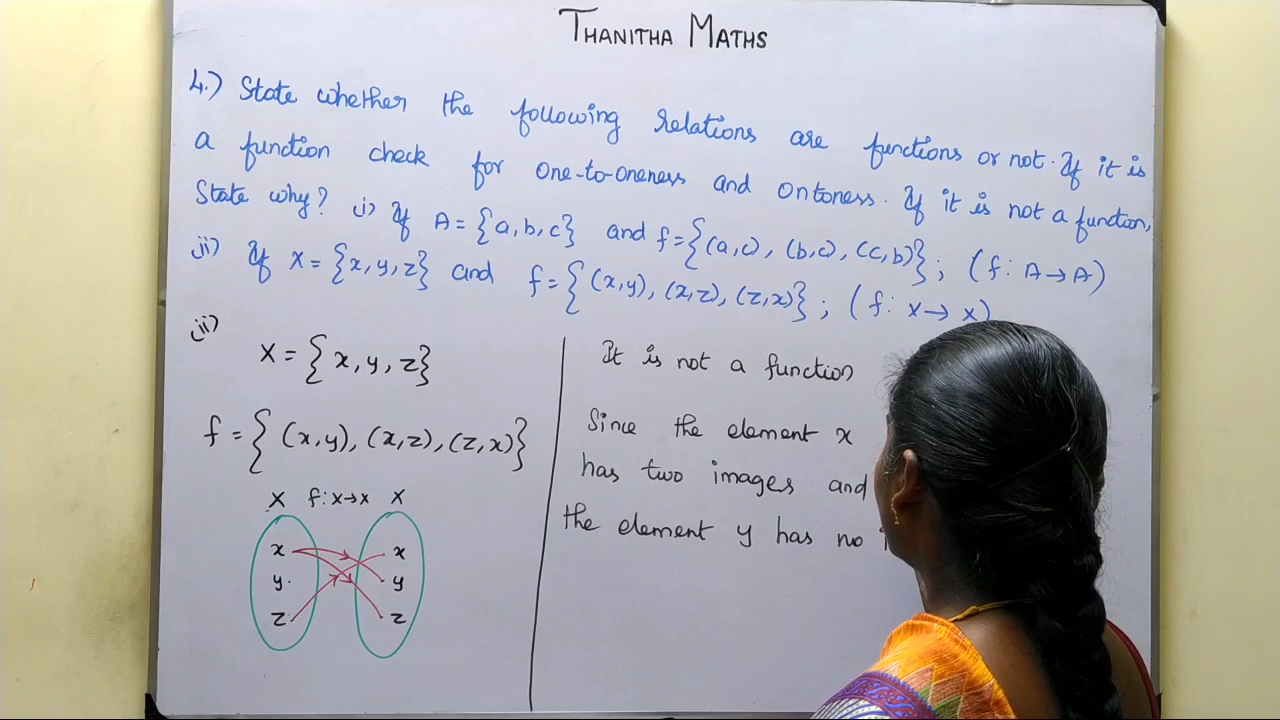 THANITHA MATHS
4.) State whether the following relations are functions or not. If it is
a function check for one-to-oneness and ontoness. If it is not a function,
State why? i) If A = {a, b, c} and f = {(a, c), (b, c), (c, b)}; (f: A → A)
ii) If X = {x, y, z} and f = {(x, y), (x, z), (z, x)}; (f: x → x)
ii)
X = {x, y, z}
f = {(x, y), (x, z), (z, x)}
X f: x → x X
x x
y y
z z
It is not a function
Since the element x
has two images and
the element y has no